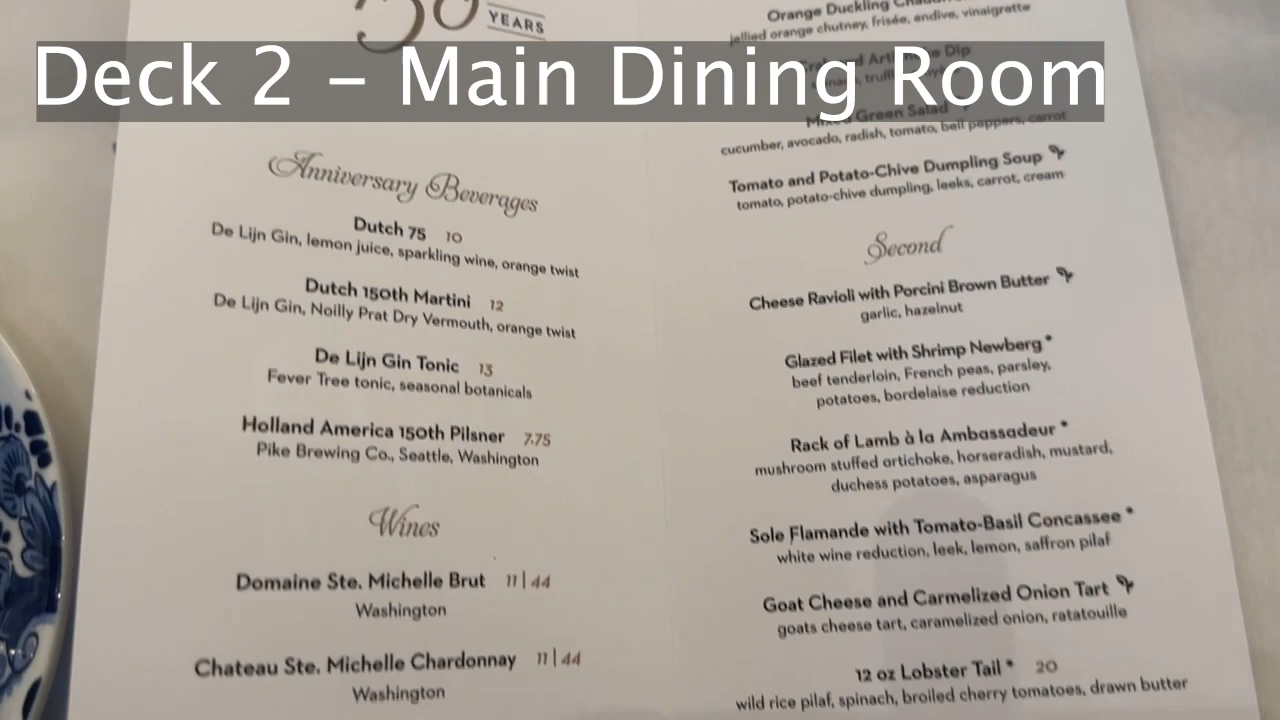 150
YEARS
Deck 2 – Main Dining Room
Anniversary Beverages
Dutch 75 10
De Lijn Gin, lemon juice, sparkling wine, orange twist
Dutch 150th Martini 12
De Lijn Gin, Noilly Prat Dry Vermouth, orange twist
De Lijn Gin Tonic 13
Fever Tree tonic, seasonal botanicals
Holland America 150th Pilsner 7.75
Pike Brewing Co., Seattle, Washington
Wines
Domaine Ste. Michelle Brut 11 | 44
Washington
Chateau Ste. Michelle Chardonnay 11 | 44
Washington
Orange Duckling
jellied orange chutney, frisée, endive, vinaigrette
Dip
Mixed Green Salad
cucumber, avocado, radish, tomato, bell peppers, carrot
Tomato and Potato-Chive Dumpling Soup
tomato, potato-chive dumpling, leeks, carrot, cream
Second
Cheese Ravioli with Porcini Brown Butter
garlic, hazelnut
Glazed Filet with Shrimp Newberg*
beef tenderloin, French peas, parsley,
potatoes, bordelaise reduction
Rack of Lamb à la Ambassadeur *
mushroom stuffed artichoke, horseradish, mustard,
duchess potatoes, asparagus
Sole Flamande with Tomato-Basil Concassee *
white wine reduction, leek, lemon, saffron pilaf
Goat Cheese and Carmelized Onion Tart
goats cheese tart, caramelized onion, ratatouille
12 oz Lobster Tail * 20
wild rice pilaf, spinach, broiled cherry tomatoes, drawn butter